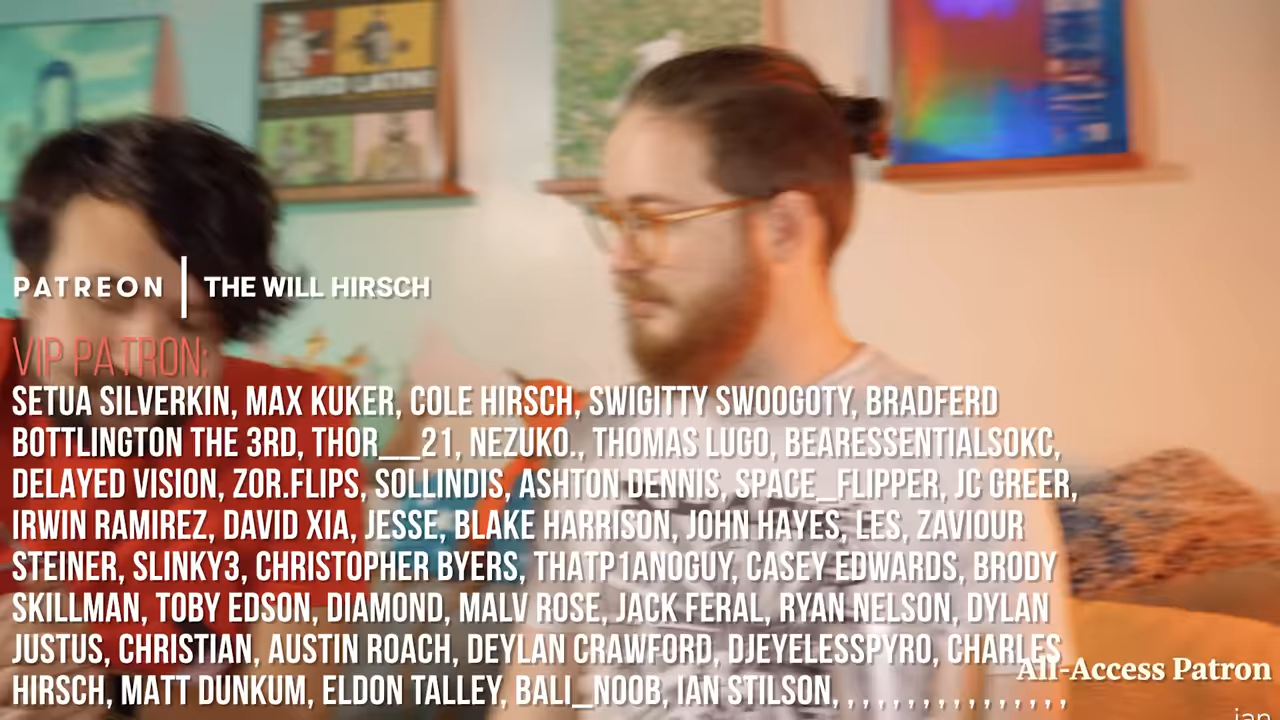 PATREON | THE WILL HIRSCH
VIP PATRON:
SETUA SILVERKIN, MAX KUKER, COLE HIRSCH, SWIGITTY SWOOGOTY, BRADFERD
BOTTLINGTON THE 3RD, THOR__21, NEZUKO., THOMAS LUGO, BEARESSENTIALSOKC,
DELAYED VISION, ZOR.FLIPS, SOLLINDIS, ASHTON DENNIS, SPACE_FLIPPER, JC GREER,
IRWIN RAMIREZ, DAVID XIA, JESSE, BLAKE HARRISON, JOHN HAYES, LES, ZAVIOUR
STEINER, SLINKY3, CHRISTOPHER BYERS, THATP1ANOGUY, CASEY EDWARDS, BRODY
SKILLMAN, TOBY EDSON, DIAMOND, MALV ROSE, JACK FERAL, RYAN NELSON, DYLAN
JUSTUS, CHRISTIAN, AUSTIN ROACH, DEYLAN CRAWFORD, DJEYELESSPYRO, CHARLES
HIRSCH, MATT DUNKUM, ELDON TALLEY, BALI_NOOB, IAN STILSON, , , , , , , , , , , , , , ,
All-Access Patron